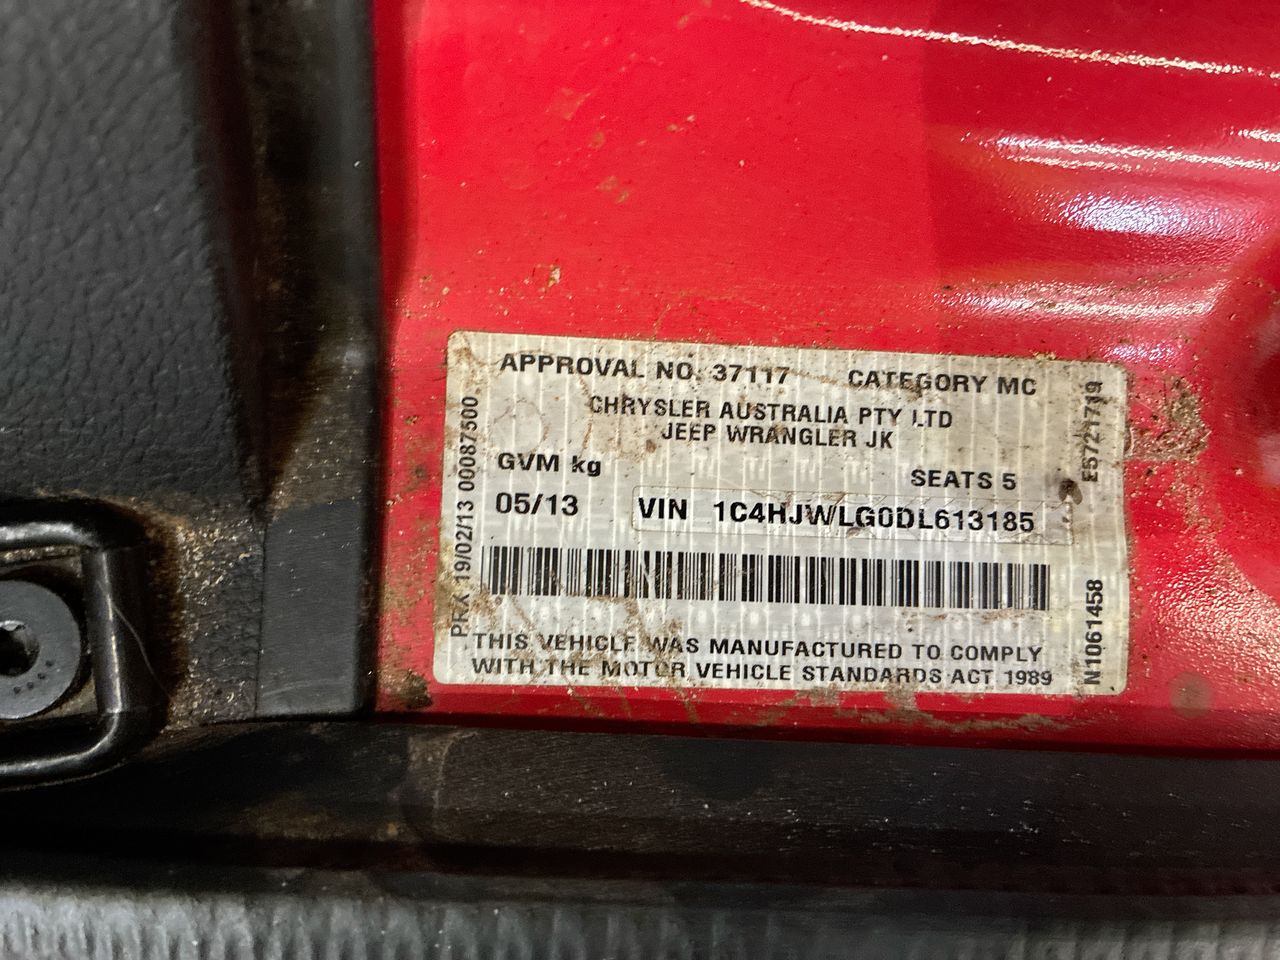 APPROVAL NO. 37117 CATEGORY MC
CHRYSLER AUSTRALIA PTY LTD
JEEP WRANGLER JK
GVM kg SEATS 5
05/13 VIN 1C4HJWLG0DL613185
THIS VEHICLE WAS MANUFACTURED TO COMPLY
WITH THE MOTOR VEHICLE STANDARDS ACT 1989
PFX 19/02/13 00087500
E5721719
N1061458